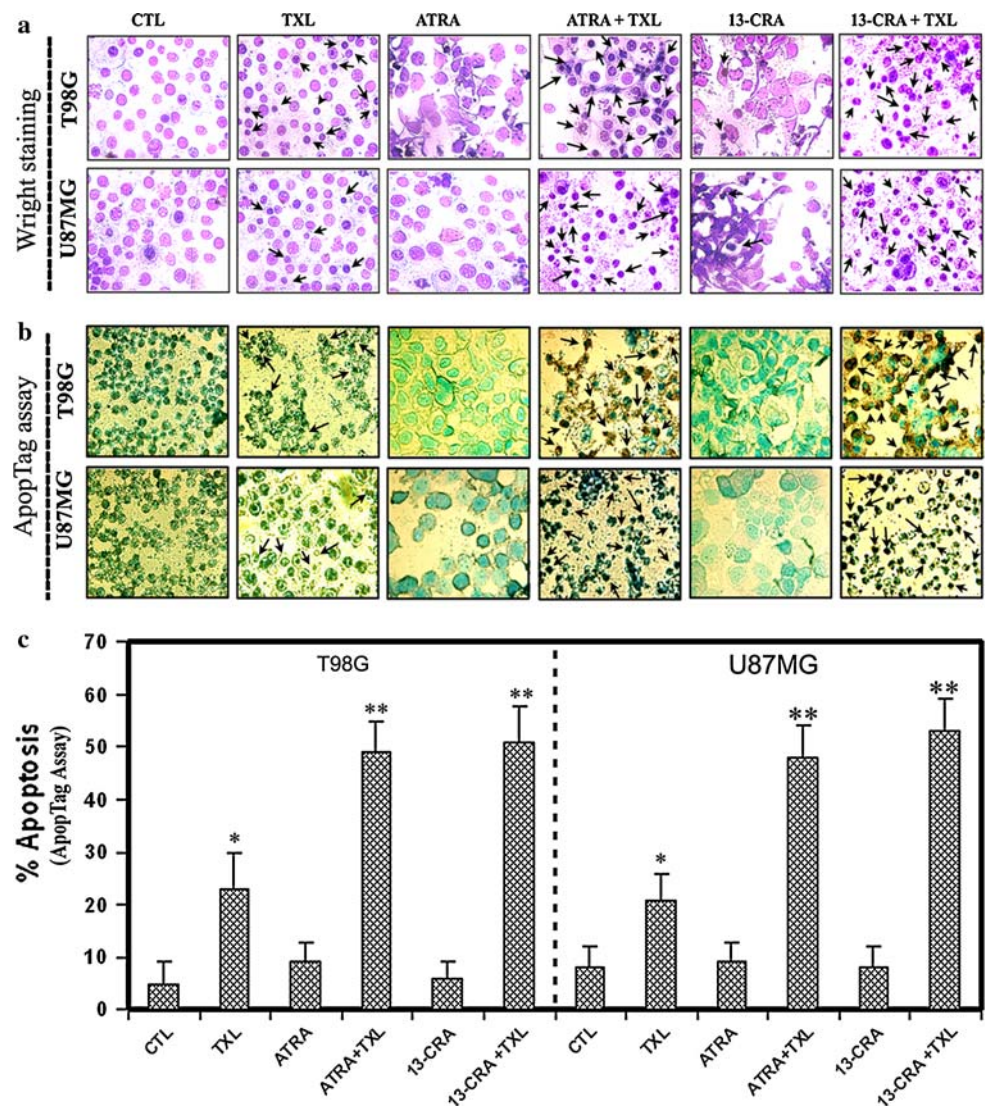 a
CTL TXL ATRA ATRA + TXL 13-CRA 13-CRA + TXL
Wright staining
T98G
U87MG
b
ApopTag assay
T98G
U87MG
c
% Apoptosis
(ApopTag Assay)
70
60
50
40
30
20
10
0
T98G U87MG
* ** ** * ** **
CTL TXL ATRA ATRA+TXL 13-CRA 13-CRA +TXL CTL TXL ATRA ATRA+TXL 13-CRA 13-CRA +TXL